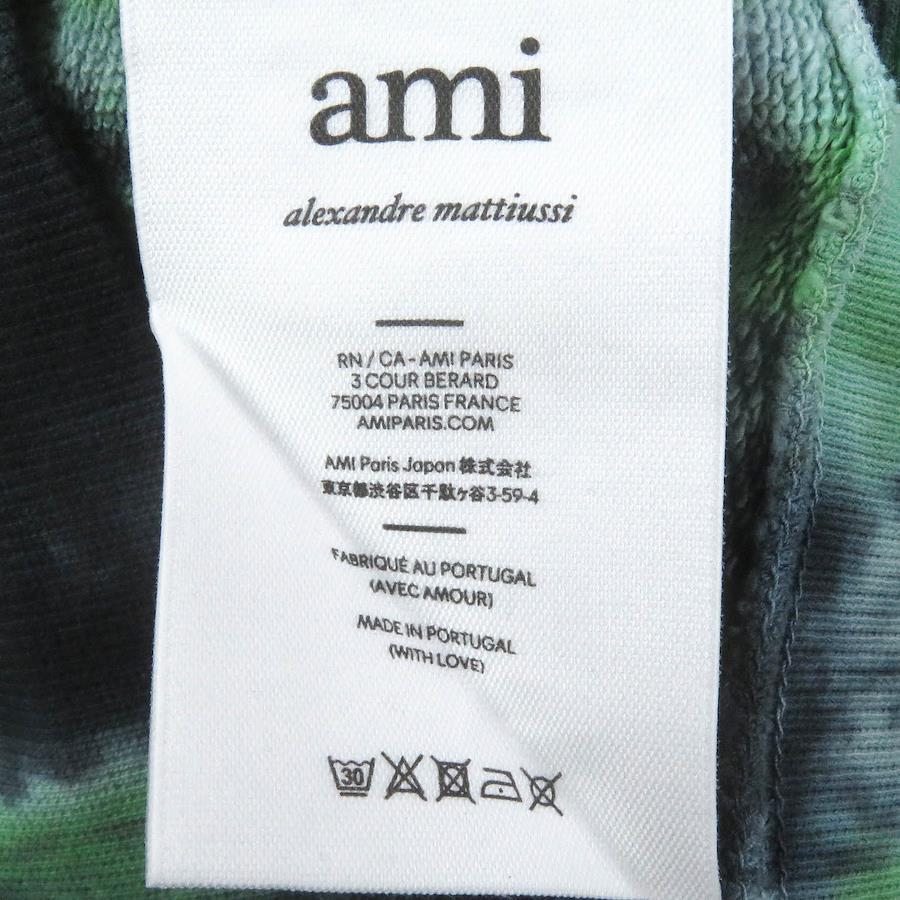 ami
alexandre mattiussi
RN / CA - AMI PARIS
3 COUR BERARD
75004 PARIS FRANCE
AMIPARIS.COM
AMI Paris Japan 株式会社
東京都渋谷区千駄ヶ谷3-59-4
FABRIQUÉ AU PORTUGAL
(AVEC AMOUR)
MADE IN PORTUGAL
(WITH LOVE)
30